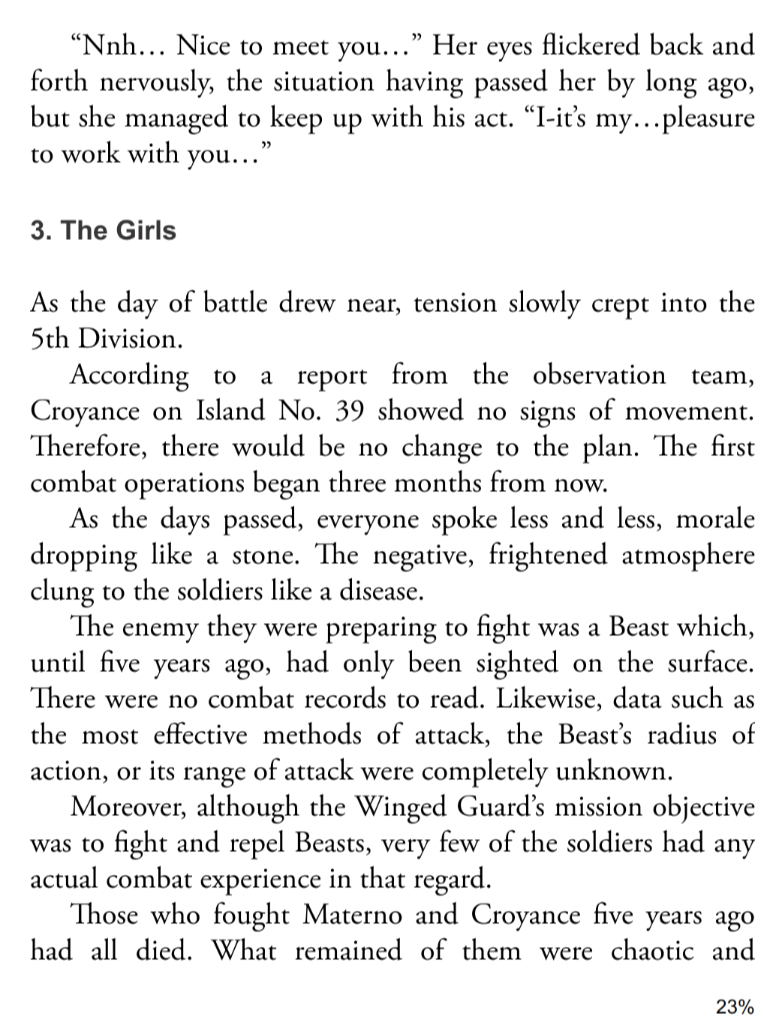 “Nnh… Nice to meet you…” Her eyes flickered back and
forth nervously, the situation having passed her by long ago,
but she managed to keep up with his act. “I-it’s my…pleasure
to work with you…”
3. The Girls
As the day of battle drew near, tension slowly crept into the
5th Division.
According to a report from the observation team,
Croyance on Island No. 39 showed no signs of movement.
Therefore, there would be no change to the plan. The first
combat operations began three months from now.
As the days passed, everyone spoke less and less, morale
dropping like a stone. The negative, frightened atmosphere
clung to the soldiers like a disease.
The enemy they were preparing to fight was a Beast which,
until five years ago, had only been sighted on the surface.
There were no combat records to read. Likewise, data such as
the most effective methods of attack, the Beast’s radius of
action, or its range of attack were completely unknown.
Moreover, although the Winged Guard’s mission objective
was to fight and repel Beasts, very few of the soldiers had any
actual combat experience in that regard.
Those who fought Materno and Croyance five years ago
had all died. What remained of them were chaotic and
23%